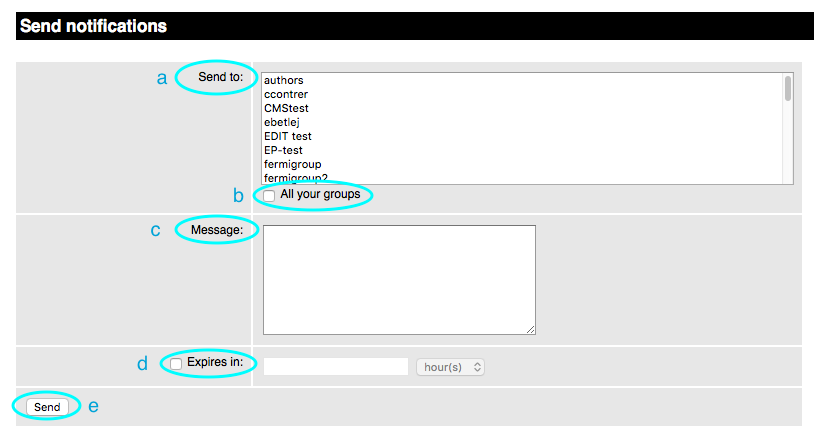 Send notifications
a Send to:
authors
ccontrer
CMStest
ebetlej
EDIT test
EP-test
fermigroup
fermigroup2
b All your groups
c Message:
d Expires in: hour(s)
Send e